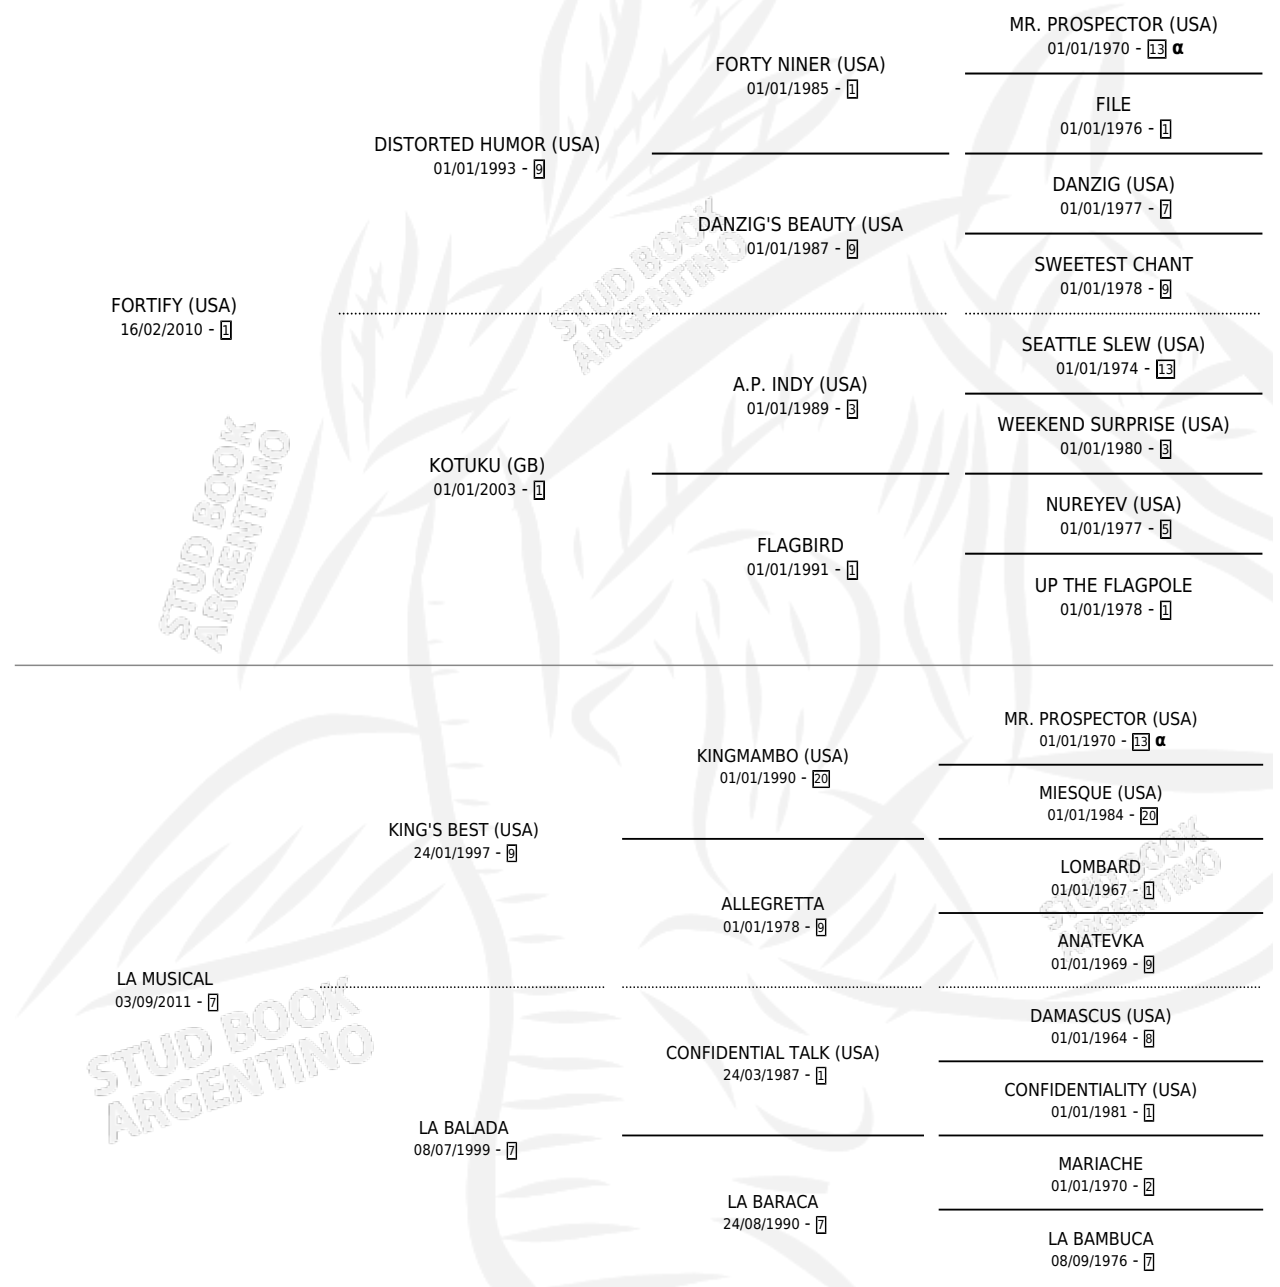 MR. PROSPECTOR (USA)
01/01/1970 - 13 α
FORTY NINER (USA)
01/01/1985 - 1
FILE
01/01/1976 - 1
DISTORTED HUMOR (USA)
01/01/1993 - 9
DANZIG (USA)
01/01/1977 - 7
DANZIG'S BEAUTY (USA
01/01/1987 - 9
SWEETEST CHANT
01/01/1978 - 9
FORTIFY (USA)
16/02/2010 - 1
SEATTLE SLEW (USA)
01/01/1974 - 13
A.P. INDY (USA)
01/01/1989 - 3
WEEKEND SURPRISE (USA)
01/01/1980 - 3
KOTUKU (GB)
01/01/2003 - 1
NUREYEV (USA)
01/01/1977 - 5
FLAGBIRD
01/01/1991 - 1
UP THE FLAGPOLE
01/01/1978 - 1
MR. PROSPECTOR (USA)
01/01/1970 - 13 α
KINGMAMBO (USA)
01/01/1990 - 20
MIESQUE (USA)
01/01/1984 - 20
KING'S BEST (USA)
24/01/1997 - 9
LOMBARD
01/01/1967 - 1
ALLEGRETTA
01/01/1978 - 9
ANATEVKA
01/01/1969 - 9
LA MUSICAL
03/09/2011 - 7
DAMASCUS (USA)
01/01/1964 - 8
CONFIDENTIAL TALK (USA)
24/03/1987 - 1
CONFIDENTIALITY (USA)
01/01/1981 - 1
LA BALADA
08/07/1999 - 7
MARIACHE
01/01/1970 - 2
LA BARACA
24/08/1990 - 7
LA BAMBUCA
08/09/1976 - 7
STUD BOOK
ARGENTINO
STUD BOOK
ARGENTINO
STUD BOOK
ARGENTINO
STUD BOOK
ARGENTINO